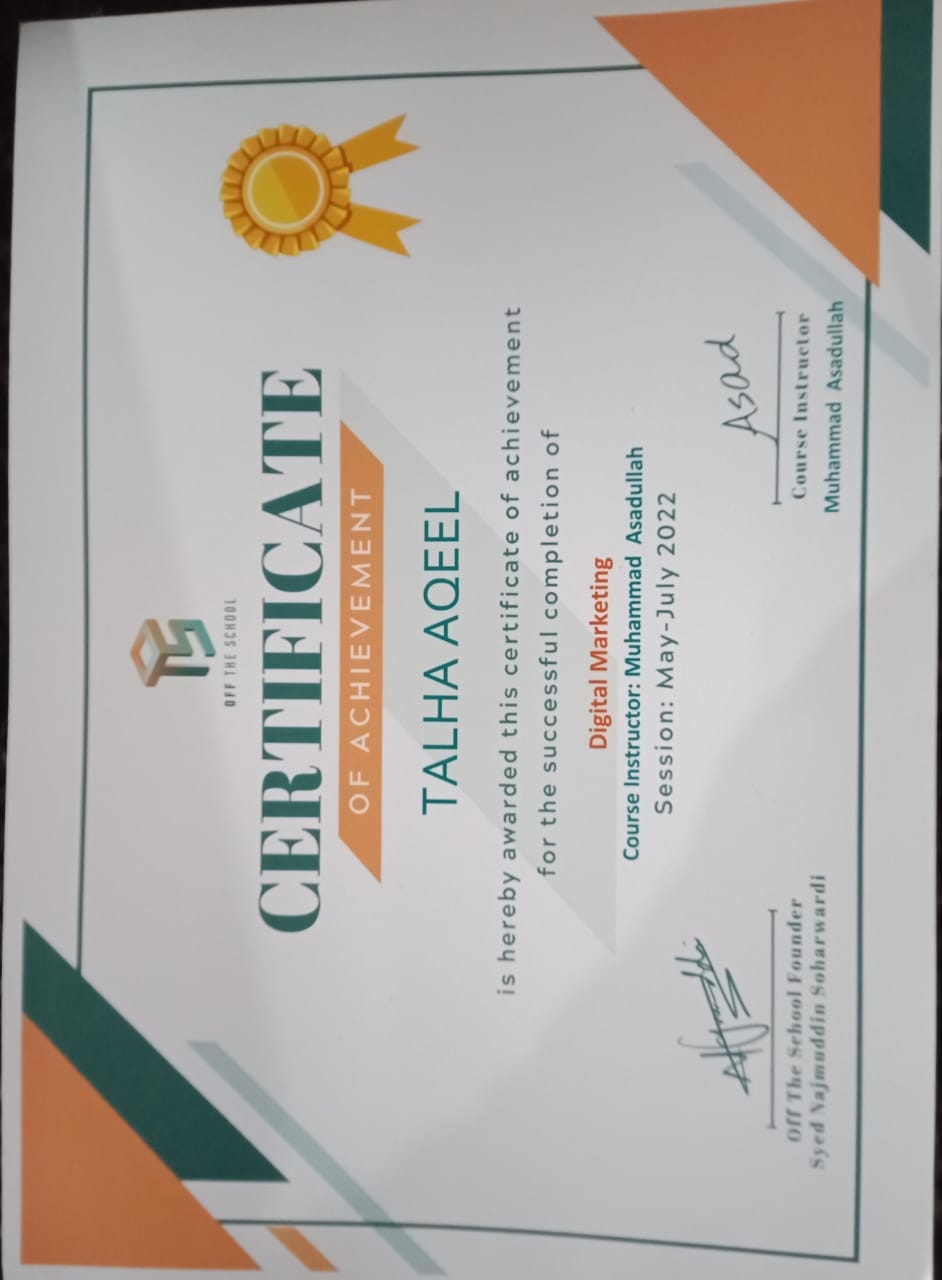 OTS
OFF THE SCHOOL
CERTIFICATE
OF ACHIEVEMENT
TALHA AQEEL
is hereby awarded this certificate of achievement
for the successful completion of
Digital Marketing
Course Instructor: Muhammad Asadullah
Session: May-July 2022
Asad
Off The School Founder
Syed Najmuddin Soharwardi
Course Instructor
Muhammad Asadullah